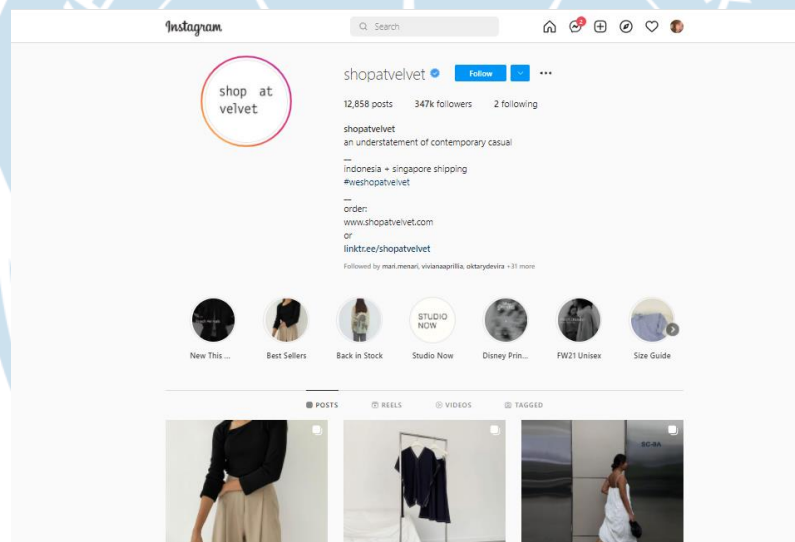 Instagram
Search
2
shop at
velvet
shopatvelvet
Follow
12,858 posts 347k followers 2 following
shopatvelvet
an understatement of contemporary casual
__
indonesia + singapore shipping
#weshopatvelvet
__
order:
www.shopatvelvet.com
or
linktr.ee/shopatvelvet
Followed by mari.menari, vivianaaprillia, oktarydevira +31 more
STUDIO
NOW
New This ... Best Sellers Back in Stock Studio Now Disney Prin... FW21 Unisex Size Guide
POSTS REELS VIDEOS TAGGED